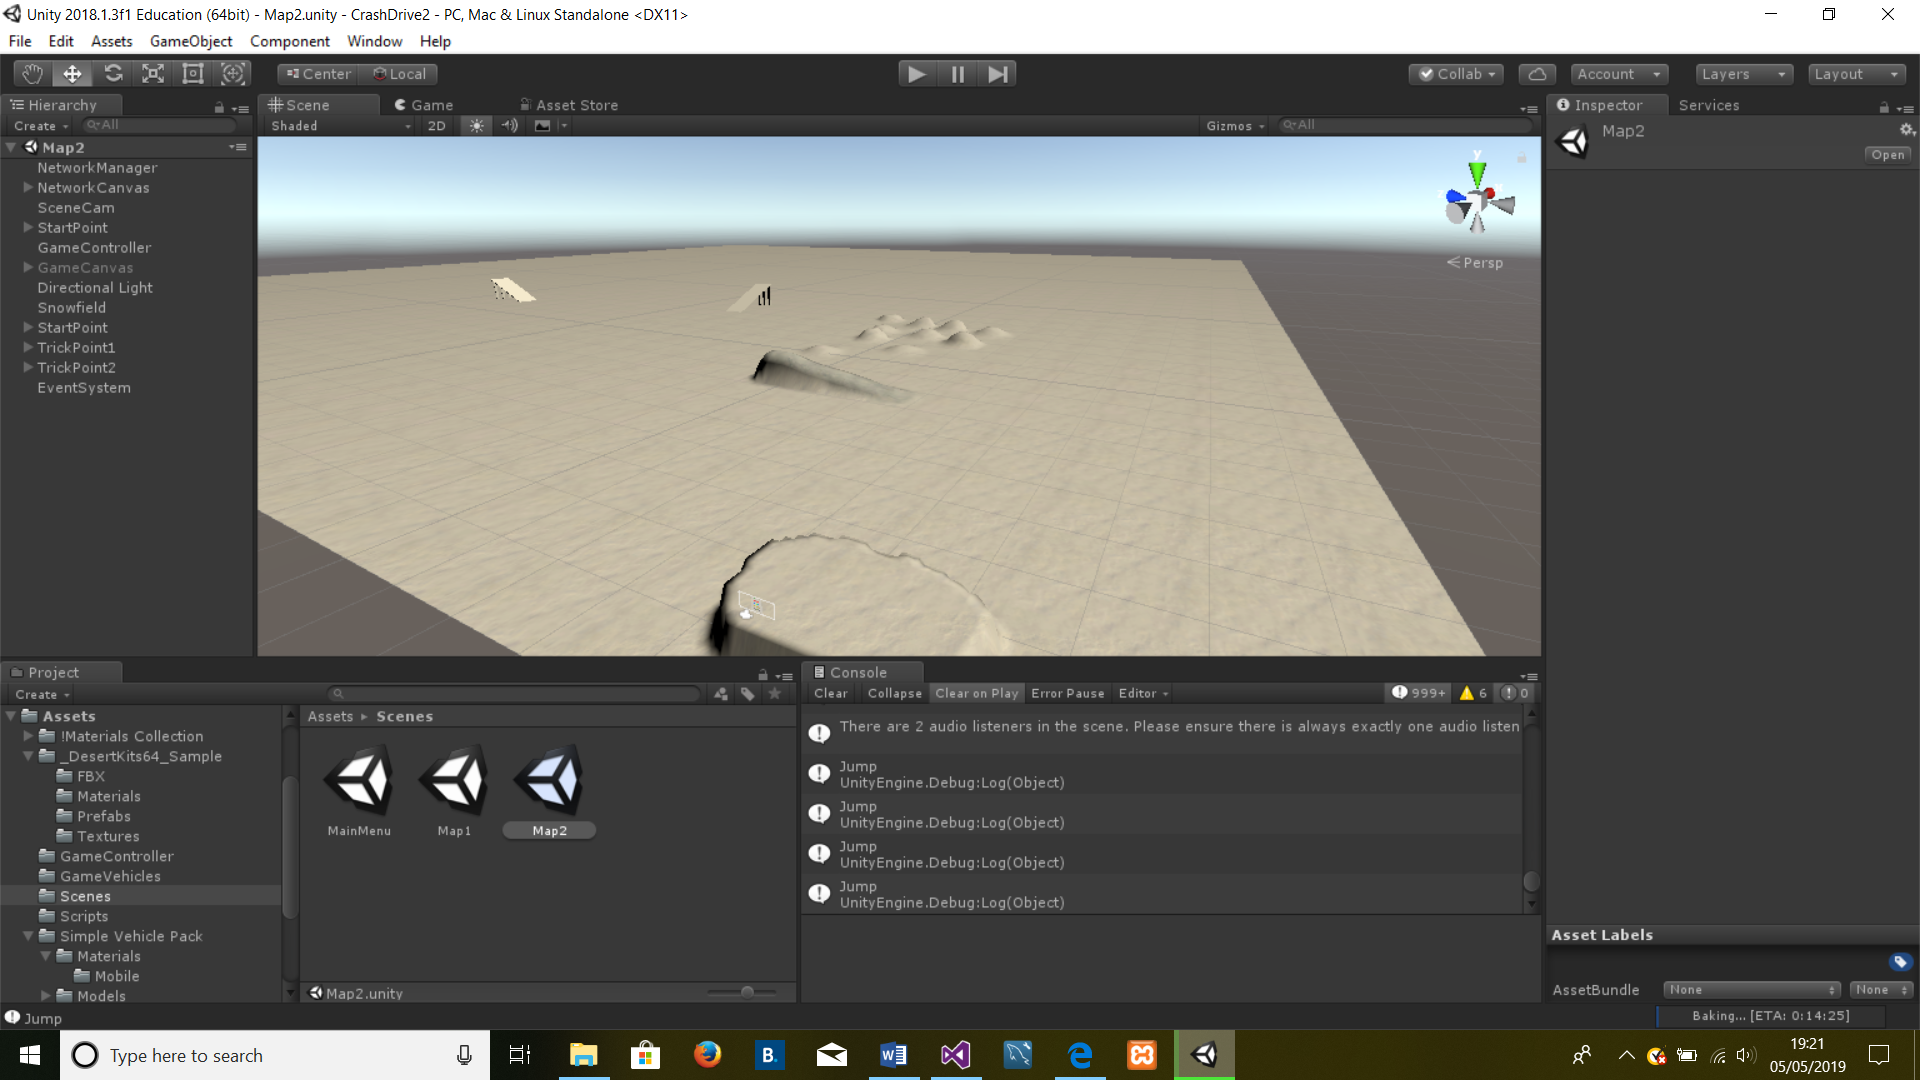 Unity 2018.1.3f1 Education (64bit) - Map2.unity - CrashDrive2 - PC, Mac & Linux Standalone <DX11>
File Edit Assets GameObject Component Window Help
Center Local Collab Account Layers Layout
Hierarchy
Create All
Map2
NetworkManager
NetworkCanvas
SceneCam
StartPoint
GameController
GameCanvas
Directional Light
Snowfield
StartPoint
TrickPoint1
TrickPoint2
EventSystem
Scene Game Asset Store
Shaded 2D Gizmos All
y
Persp
Inspector Services
Map2
Open
Project
Create
Assets
!Materials Collection
_DesertKits64_Sample
FBX
Materials
Prefabs
Textures
GameController
GameVehicles
Scenes
Scripts
Simple Vehicle Pack
Materials
Mobile
Models
Assets Scenes
MainMenu Map1 Map2
Map2.unity
Console
Clear Collapse Clear on Play Error Pause Editor 999+ 6 0
There are 2 audio listeners in the scene. Please ensure there is always exactly one audio listen
Jump
UnityEngine.Debug:Log(Object)
Jump
UnityEngine.Debug:Log(Object)
Jump
UnityEngine.Debug:Log(Object)
Jump
UnityEngine.Debug:Log(Object)
Asset Labels
AssetBundle None None
Jump
Baking... [ETA: 0:14:25]
Type here to search
B.
19:21
05/05/2019